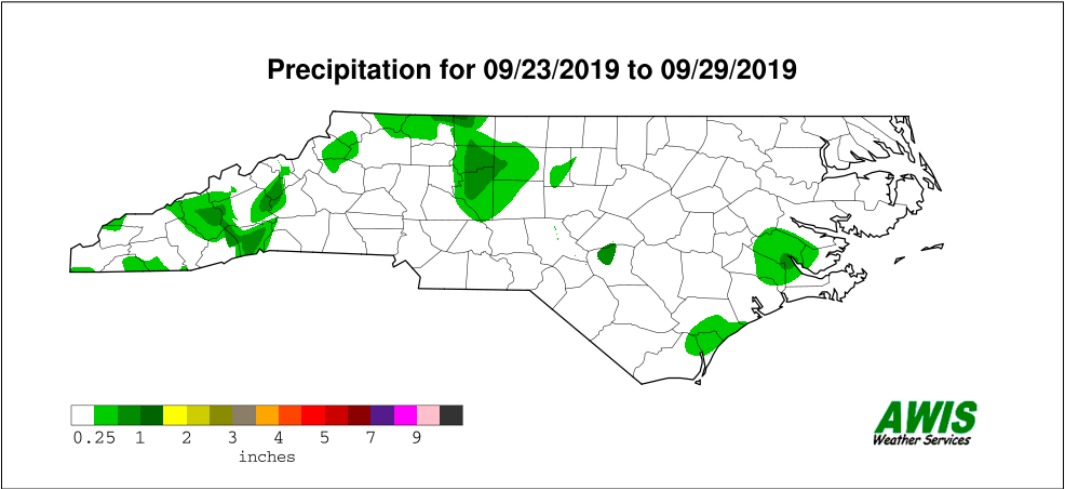 Precipitation for 09/23/2019 to 09/29/2019
0.25 1 2 3 4 5 7 9
inches
AWIS
Weather Services